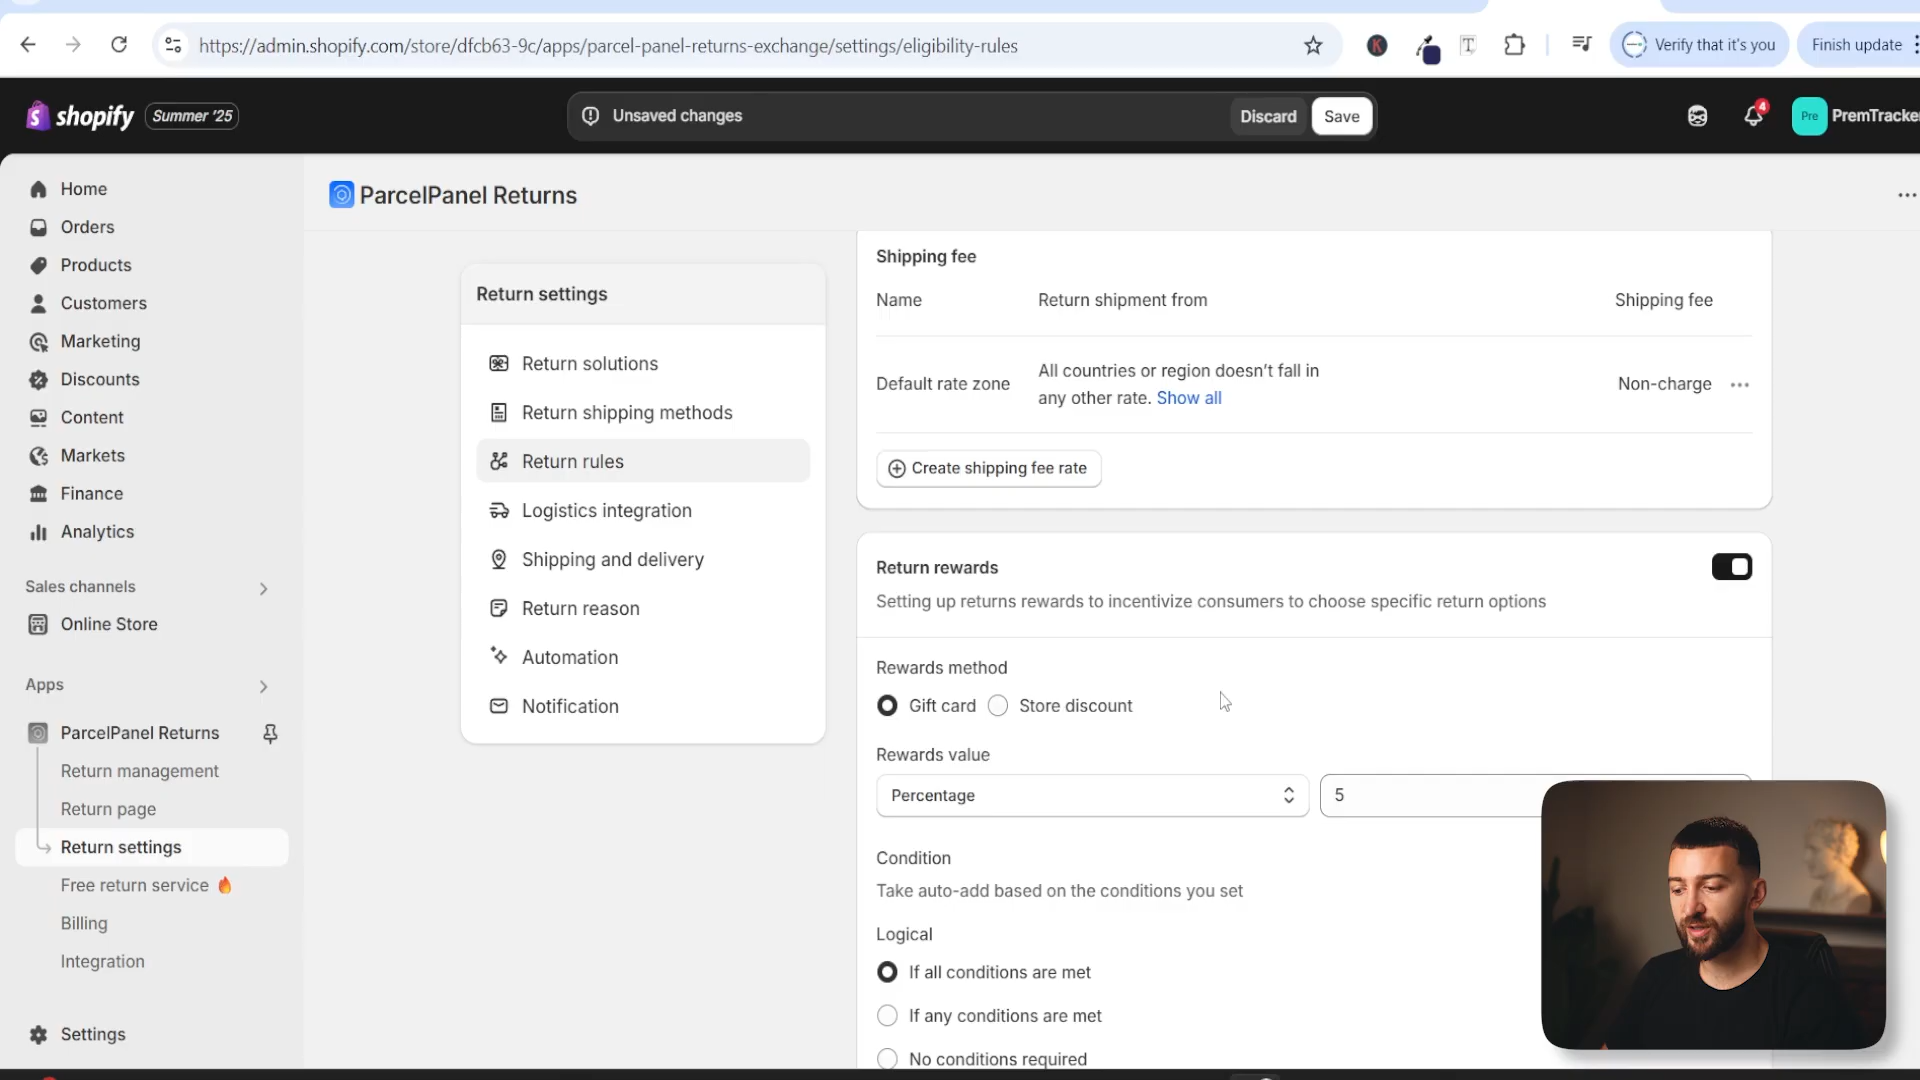 https://admin.shopify.com/store/dfcb63-9c/apps/parcel-panel-returns-exchange/settings/eligibility-rules
K
T
Verify that it's you
Finish update
shopify
Summer '25
Unsaved changes
Discard
Save
4
Pre
PremTracker
Home
Orders
Products
Customers
Marketing
Discounts
Content
Markets
Finance
Analytics
Sales channels
Online Store
Apps
ParcelPanel Returns
Return management
Return page
Return settings
Free return service
Billing
Integration
Settings
ParcelPanel Returns
Return settings
Return solutions
Return shipping methods
Return rules
Logistics integration
Shipping and delivery
Return reason
Automation
Notification
Shipping fee
Name
Return shipment from
Shipping fee
Default rate zone
All countries or region doesn't fall in
any other rate. Show all
Non-charge
Create shipping fee rate
Return rewards
Setting up returns rewards to incentivize consumers to choose specific return options
Rewards method
Gift card
Store discount
Rewards value
Percentage
5
Condition
Take auto-add based on the conditions you set
Logical
If all conditions are met
If any conditions are met
No conditions required